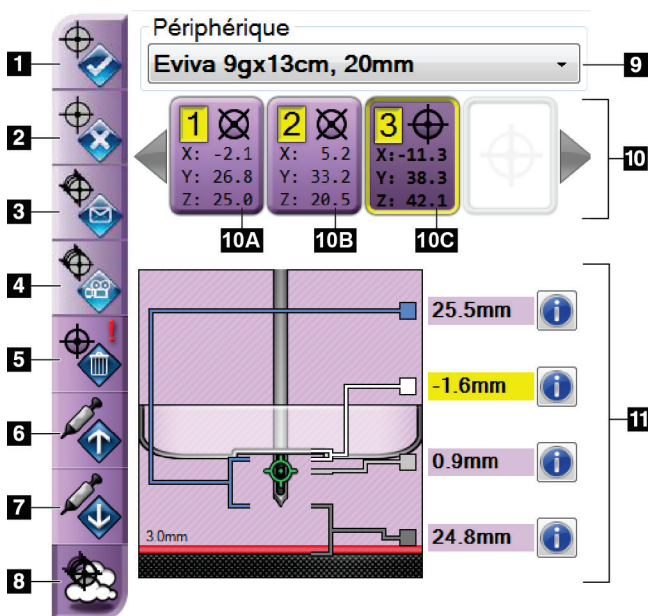 Périphérique
1
Eviva 9gx13cm, 20mm
9
2
1
X: -2.1
Y: 26.8
Z: 25.0
2
X: 5.2
Y: 33.2
Z: 20.5
3
X:-11.3
Y: 38.3
Z: 42.1
10
3
10A
10B
10C
4
25.5mm
5
!
-1.6mm
11
6
0.9mm
7
3.0mm
24.8mm
8